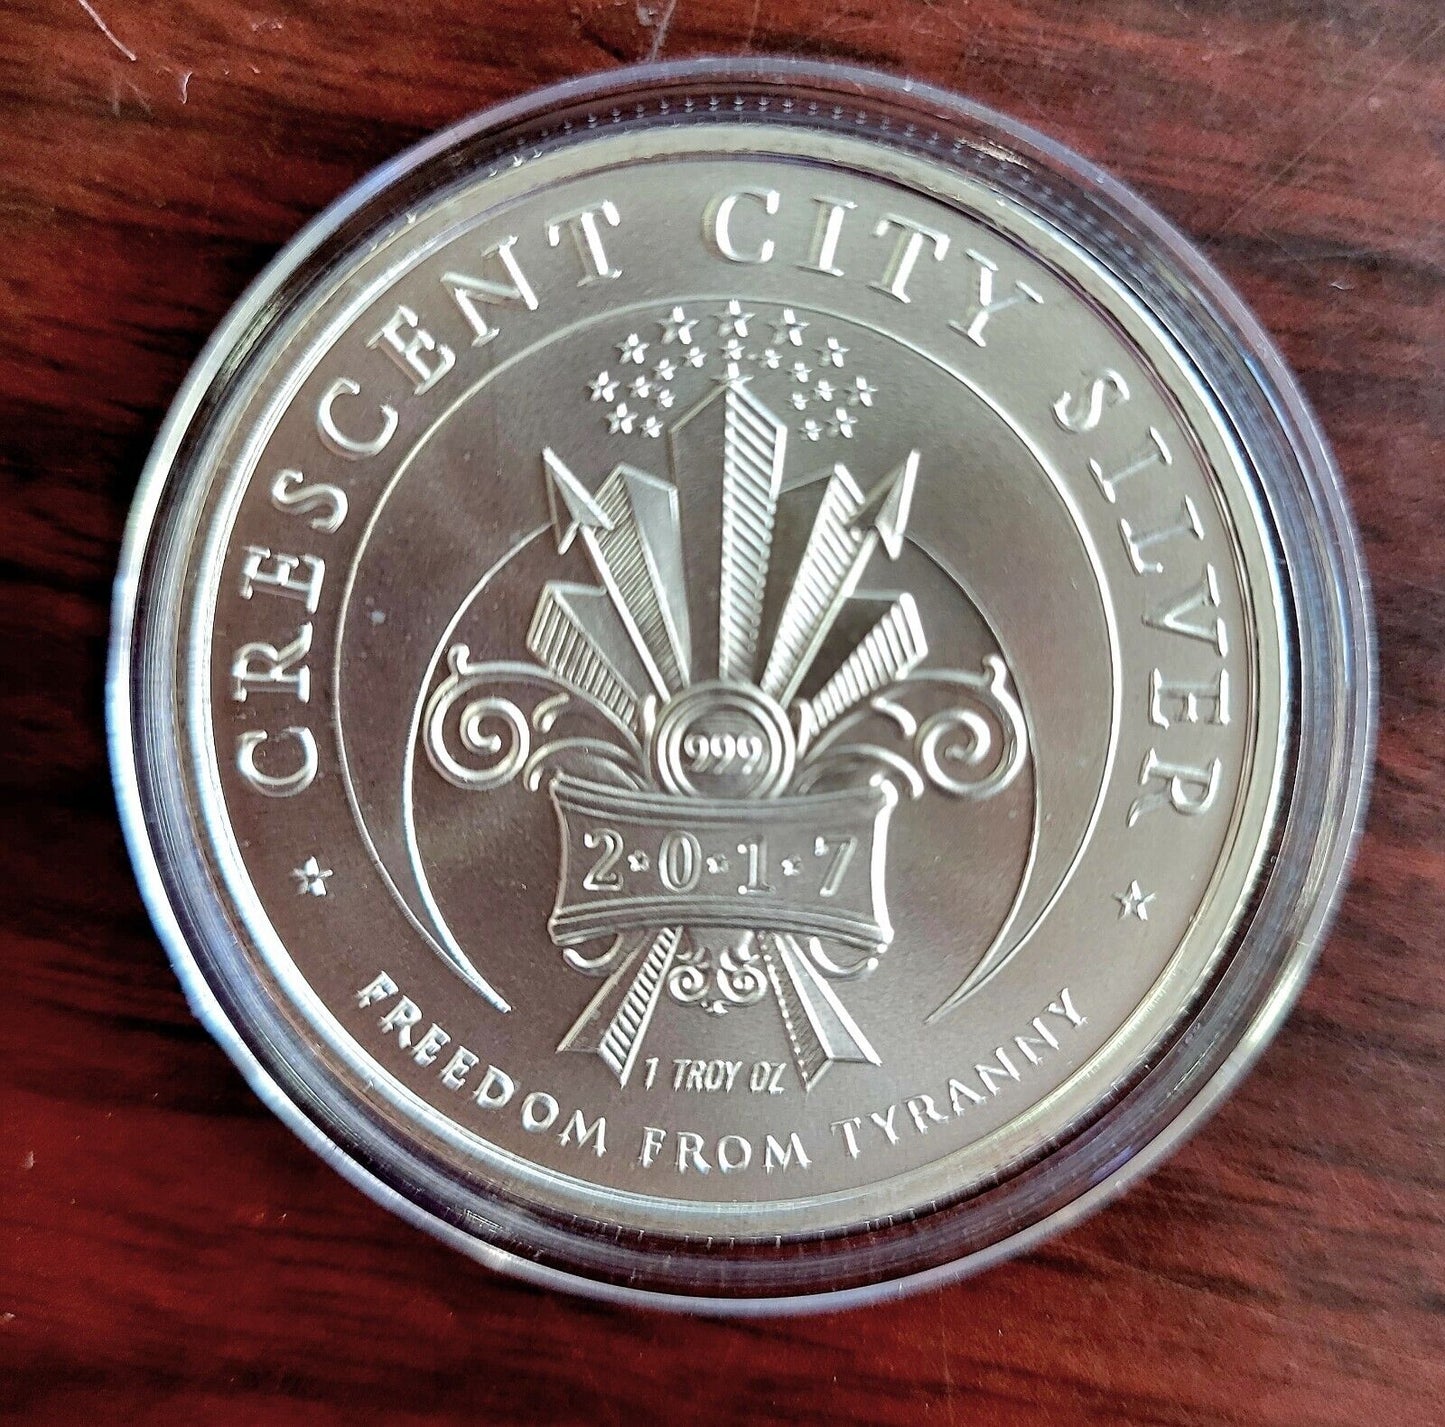 CRESCENT CITY SILVER
999
2·0·1·7
1 TROY OZ
FREEDOM FROM TYRANNY